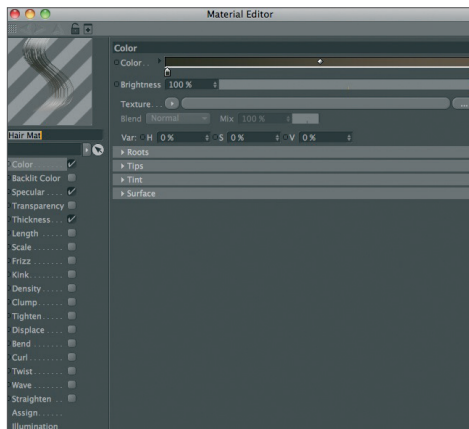 Material Editor
Color
Color . .
Brightness 100 %
Texture . . . ...
Blend Normal Mix 100 %
Hair Mat
Var: H 0 % S 0 % V 0 %
Roots
Tips
Tint
Surface
Color . . . . . .
Backlit Color
Specular . . . .
Transparency
Thickness . . .
Length . . . . .
Scale . . . . . .
Frizz . . . . . .
Kink . . . . . .
Density . . . . .
Clump . . . . .
Tighten . . . . .
Displace . . . .
Bend . . . . . .
Curl . . . . . .
Twist . . . . . .
Wave . . . . . .
Straighten . .
Assign . . . . . .
Illumination